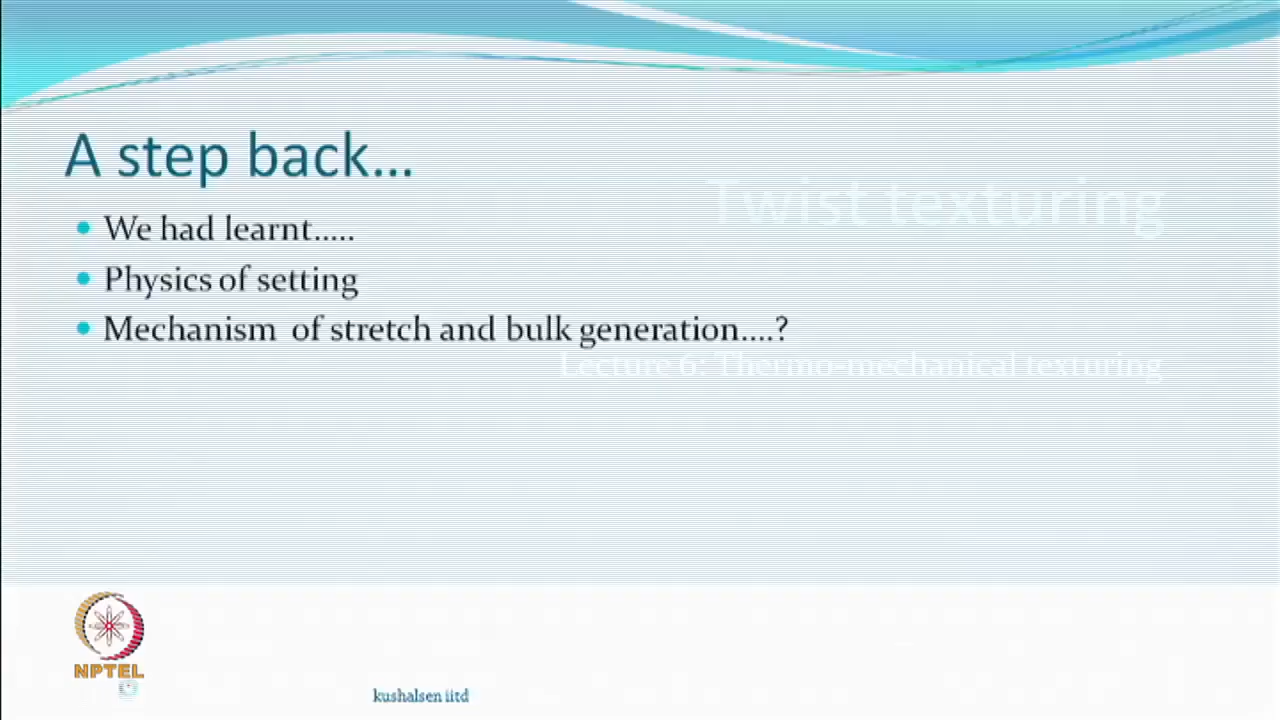 A step back...
Twist texturing
We had learnt.....
Physics of setting
Mechanism of stretch and bulk generation....?
Lecture 6: Thermo-mechanical texturing
NPTEL
kushalsen iitd